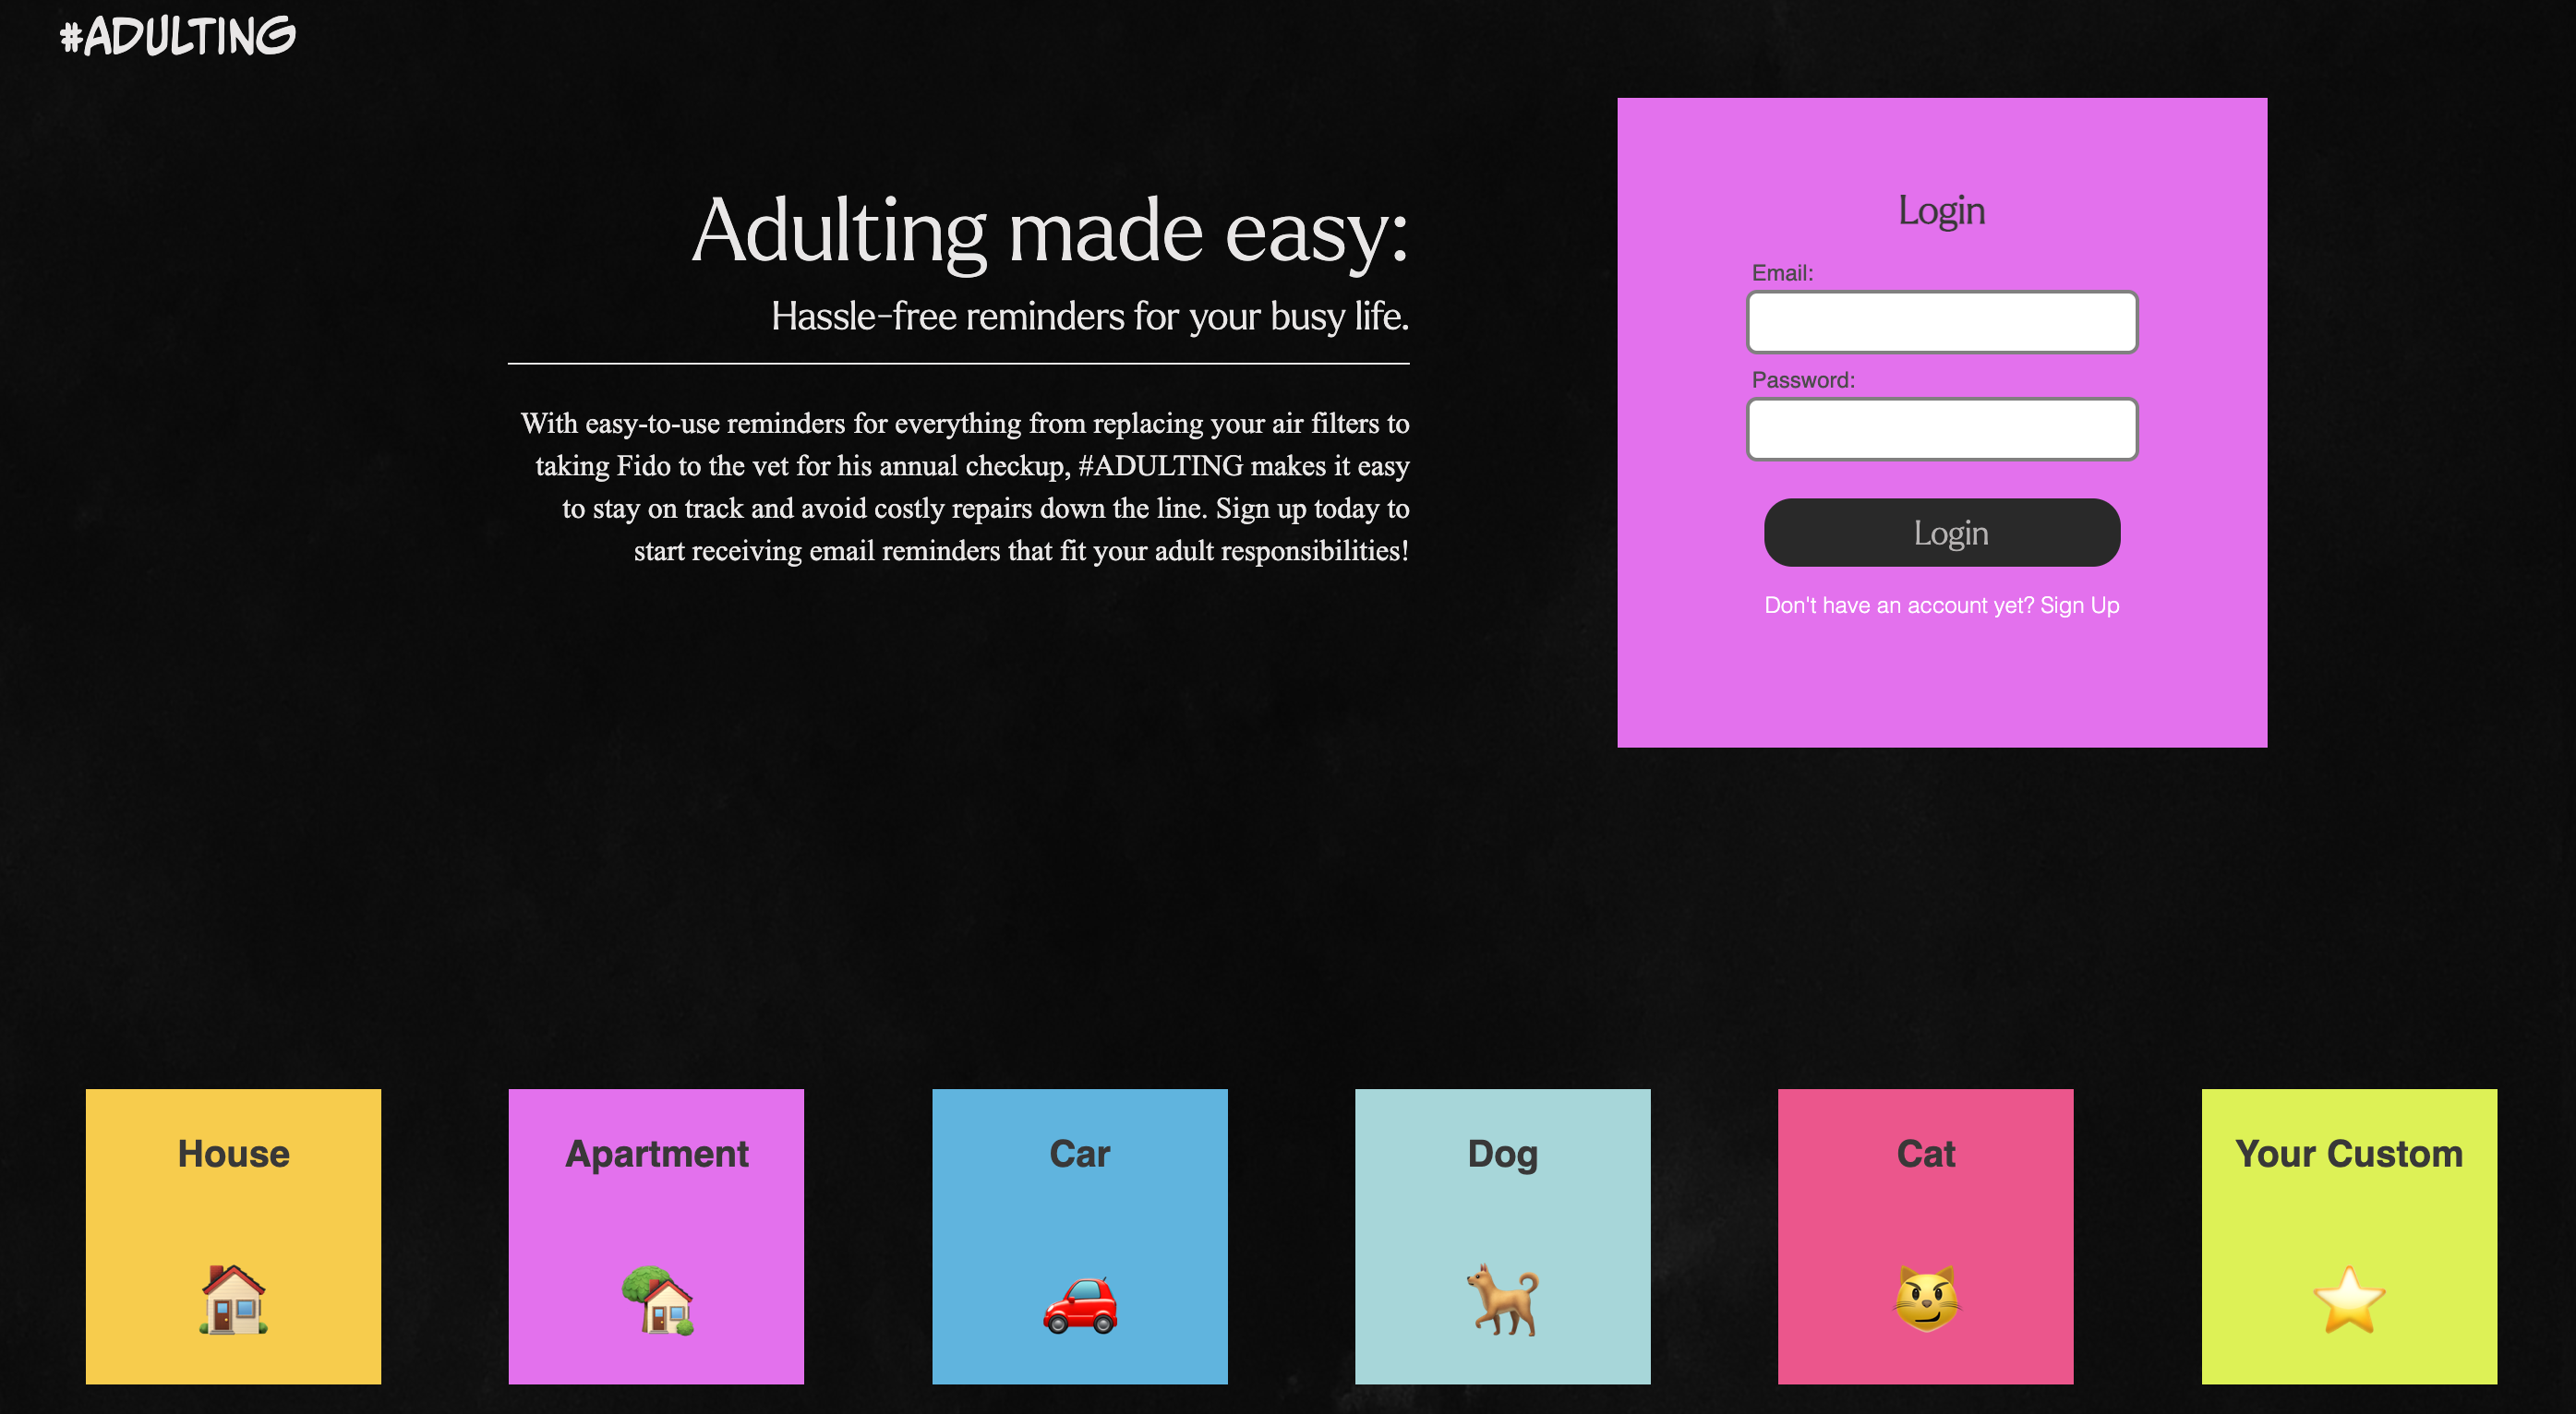 #ADULTING
Adulting made easy:
Hassle-free reminders for your busy life.
With easy-to-use reminders for everything from replacing your air filters to
taking Fido to the vet for his annual checkup, #ADULTING makes it easy
to stay on track and avoid costly repairs down the line. Sign up today to
start receiving email reminders that fit your adult responsibilities!
Login
Email:
Password:
Login
Don't have an account yet? Sign Up
House
Apartment
Car
Dog
Cat
Your Custom